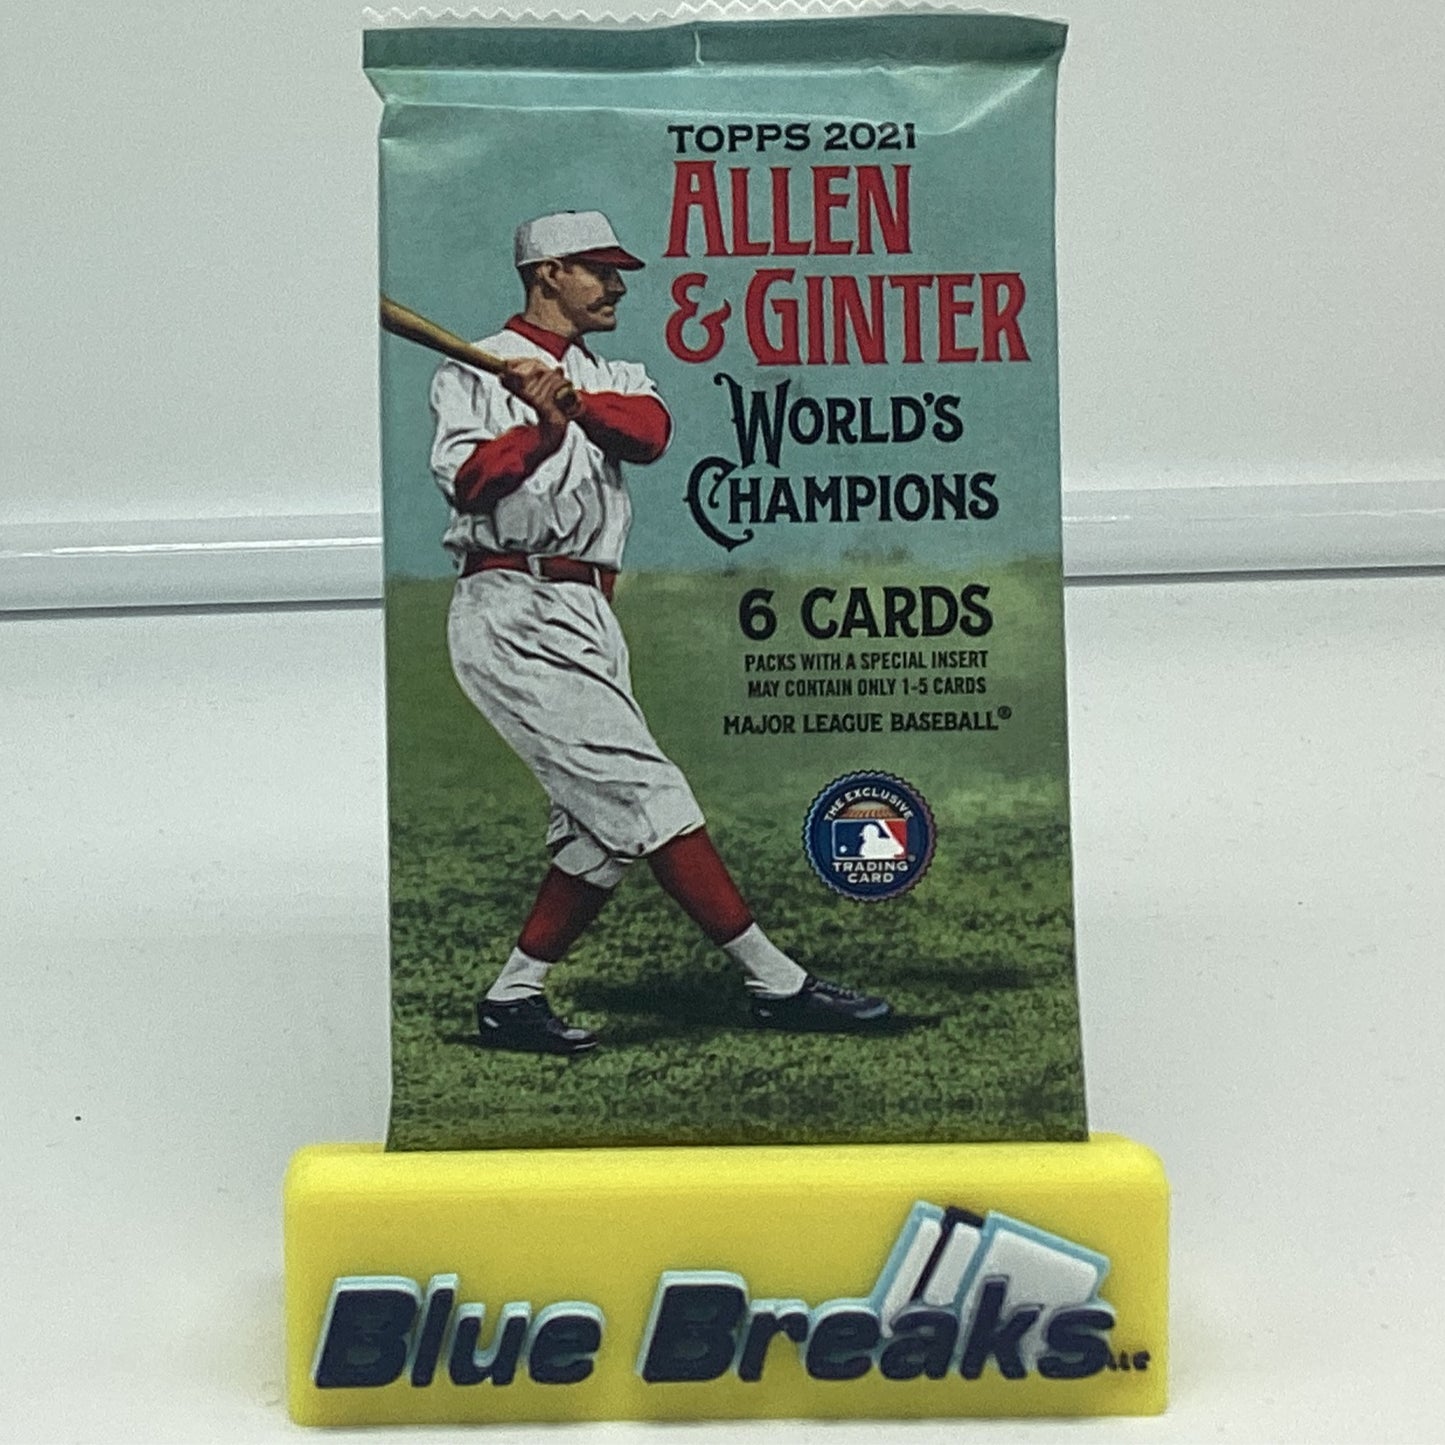 TOPPS 2021
ALLEN
& GINTER
WORLD'S
CHAMPIONS
6 CARDS
PACKS WITH A SPECIAL INSERT
MAY CONTAIN ONLY 1-5 CARDS
MAJOR LEAGUE BASEBALL®
THE EXCLUSIVE
TRADING
CARD
Blue Breaks LLC